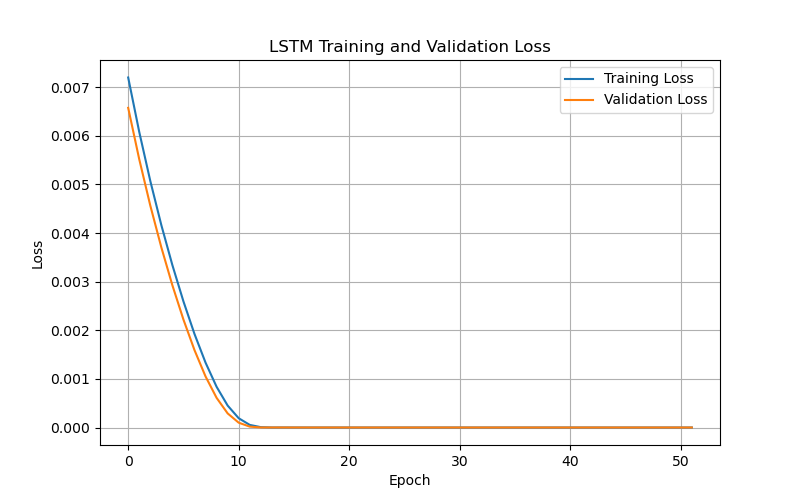 LSTM Training and Validation Loss
Training Loss
Validation Loss
0.007
0.006
0.005
0.004
0.003
0.002
0.001
0.000
Loss
0 10 20 30 40 50
Epoch